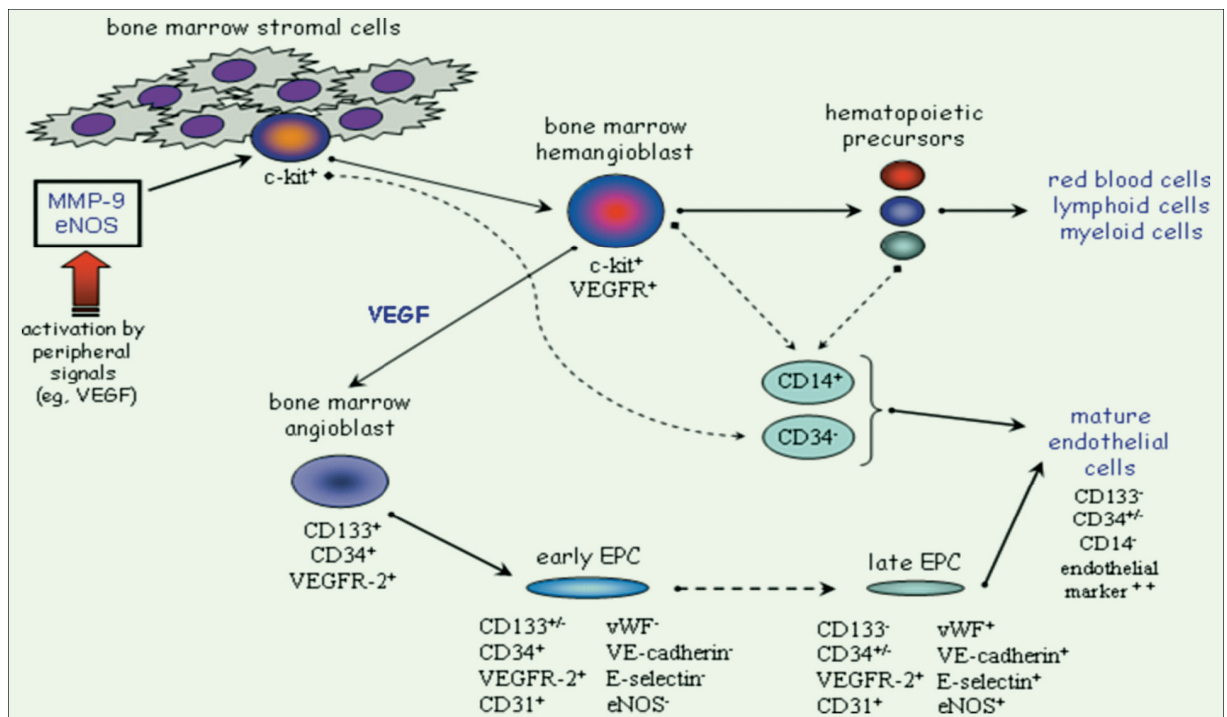 bone marrow stromal cells
c-kit⁺
MMP-9
eNOS
activation by
peripheral
signals
(eg, VEGF)
bone marrow
hemangioblast
c-kit⁺
VEGFR⁺
hematopoietic
precursors
red blood cells
lymphoid cells
myeloid cells
VEGF
CD14⁺
CD34⁻
bone marrow
angioblast
CD133⁺
CD34⁺
VEGFR-2⁺
early EPC
CD133⁺/⁻ vWF⁻
CD34⁺ VE-cadherin⁻
VEGFR-2⁺ E-selectin⁻
CD31⁺ eNOS⁻
late EPC
CD133⁻ vWF⁺
CD34⁺/⁻ VE-cadherin⁺
VEGFR-2⁺ E-selectin⁺
CD31⁺ eNOS⁺
mature
endothelial
cells
CD133⁻
CD34⁺/⁻
CD14⁻
endothelial
marker⁺⁺